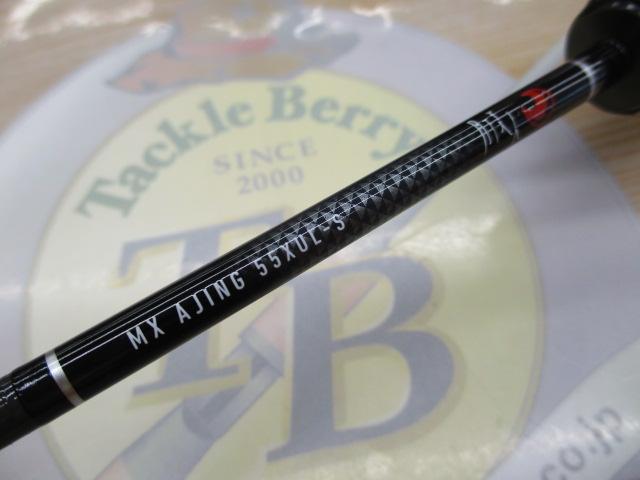 Tackle Berry
SINCE
2000
TB
MX AJING 55XUL-S
.co.jp